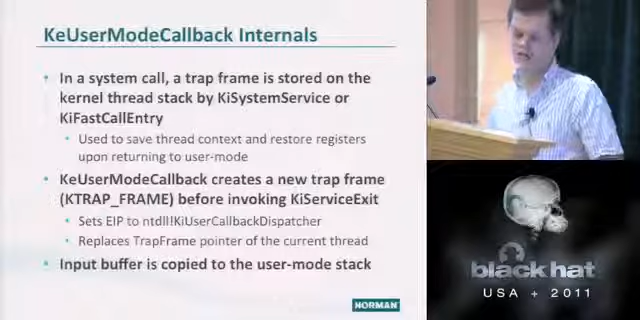 KeUserModeCallback Internals
• In a system call, a trap frame is stored on the
kernel thread stack by KiSystemService or
KiFastCallEntry
• Used to save thread context and restore registers
upon returning to user-mode
• KeUserModeCallback creates a new trap frame
(KTRAP_FRAME) before invoking KiServiceExit
• Sets EIP to ntdll!KiUserCallbackDispatcher
• Replaces TrapFrame pointer of the current thread
• Input buffer is copied to the user-mode stack
NORMAN
black hat
USA + 2011